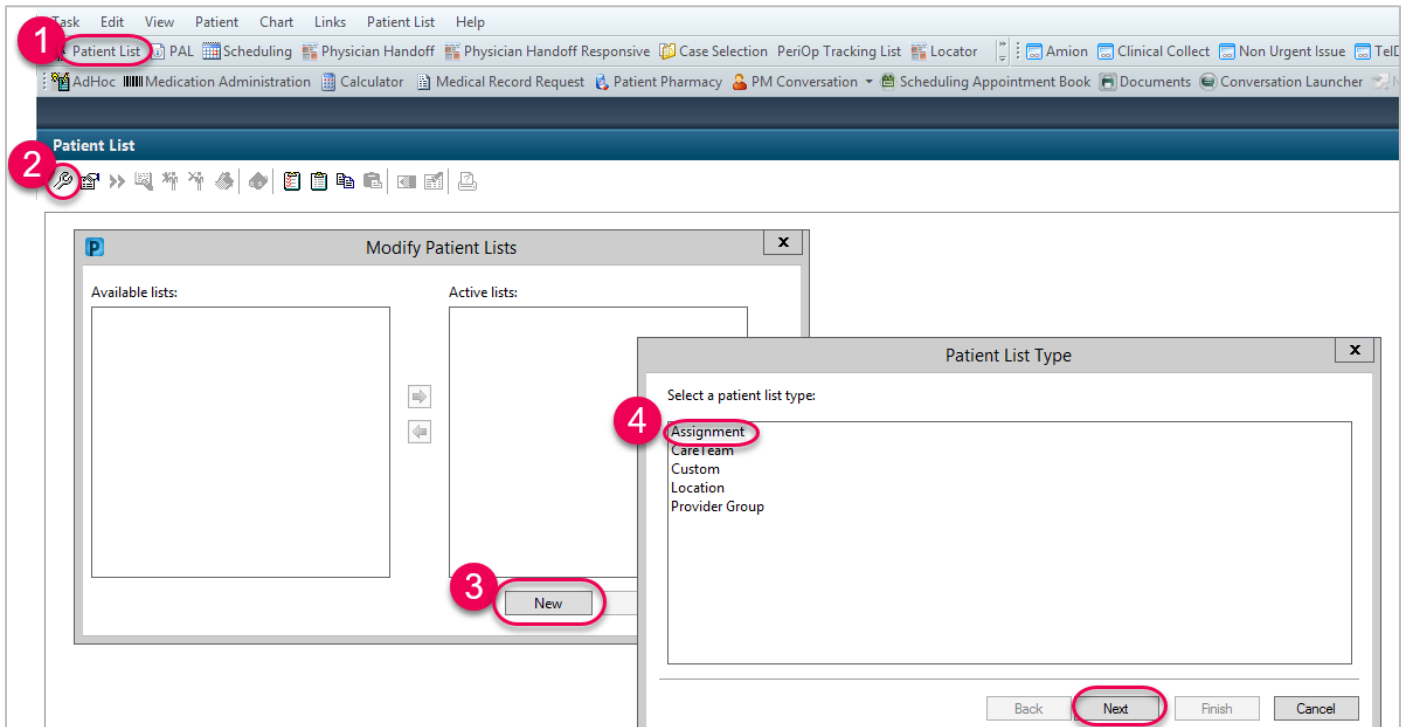 Task Edit View Patient Chart Links Patient List Help
1
Patient List PAL Scheduling Physician Handoff Physician Handoff Responsive Case Selection PeriOp Tracking List Locator Amion Clinical Collect Non Urgent Issue
AdHoc Medication Administration Calculator Medical Record Request Patient Pharmacy PM Conversation Scheduling Appointment Book Documents Conversation Launcher
Patient List
2
P Modify Patient Lists x
Available lists: Active lists:
Patient List Type x
Select a patient list type:
4
Assignment
CareTeam
Custom
Location
Provider Group
3
New
Back Next Finish Cancel